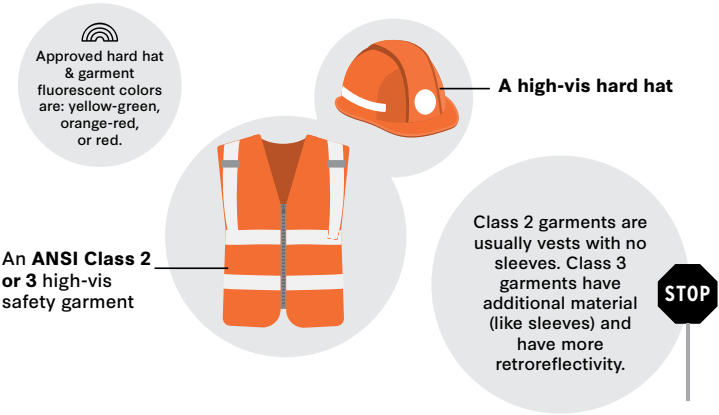 Approved hard hat
& garment
fluorescent colors
are: yellow-green,
orange-red,
or red.
A high-vis hard hat
An ANSI Class 2
or 3 high-vis
safety garment
Class 2 garments are
usually vests with no
sleeves. Class 3
garments have
additional material
(like sleeves) and
have more
retroreflectivity.
STOP